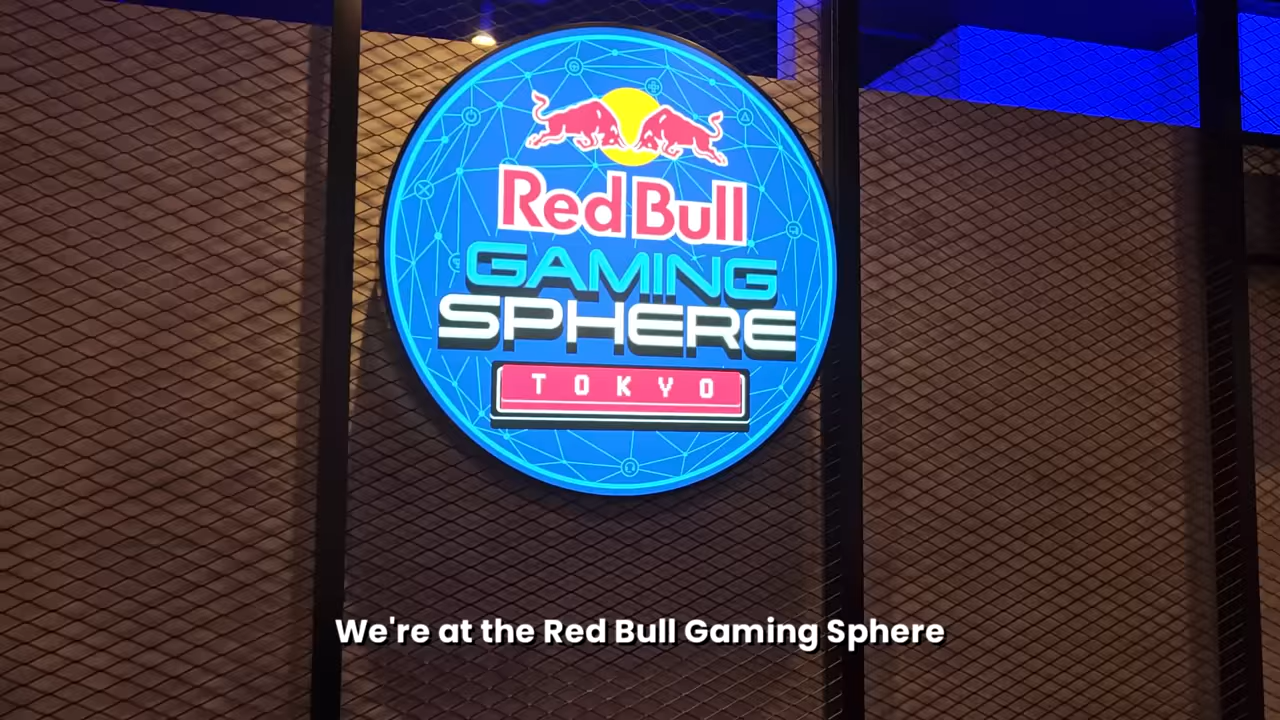 Red Bull
GAMING
SPHERE
TOKYO
We're at the Red Bull Gaming Sphere